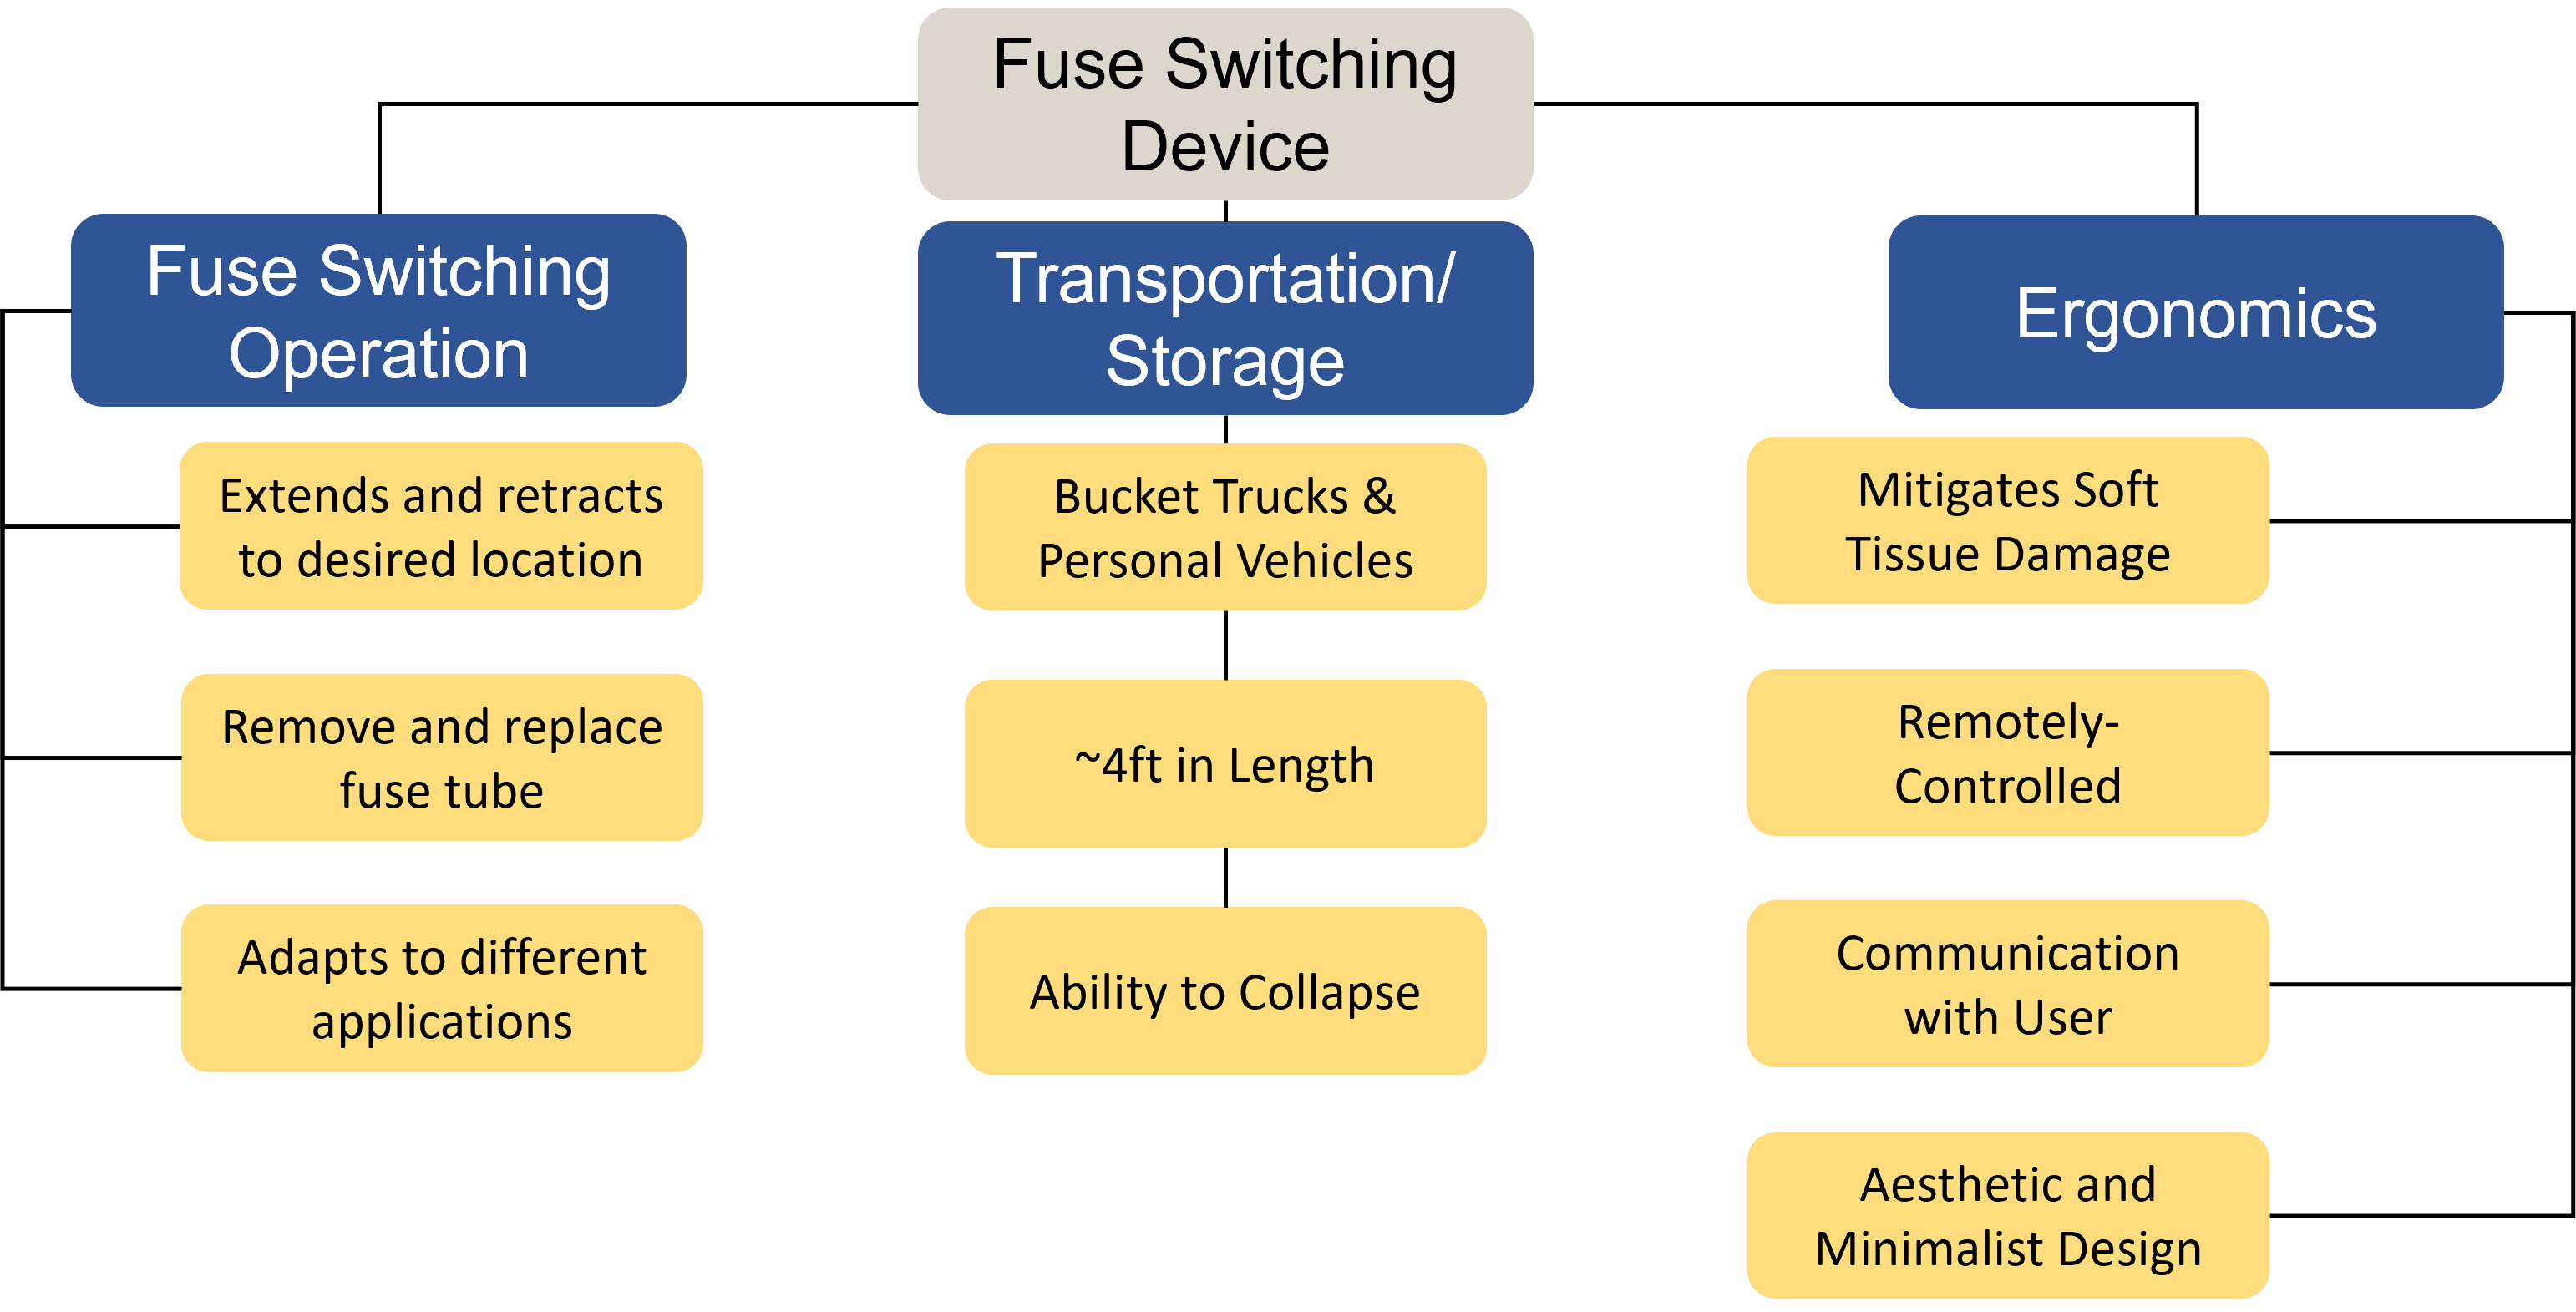 Fuse Switching
Device
Fuse Switching
Operation
Extends and retracts
to desired location
Remove and replace
fuse tube
Adapts to different
applications
Transportation/
Storage
Bucket Trucks &
Personal Vehicles
~4ft in Length
Ability to Collapse
Ergonomics
Mitigates Soft
Tissue Damage
Remotely-
Controlled
Communication
with User
Aesthetic and
Minimalist Design